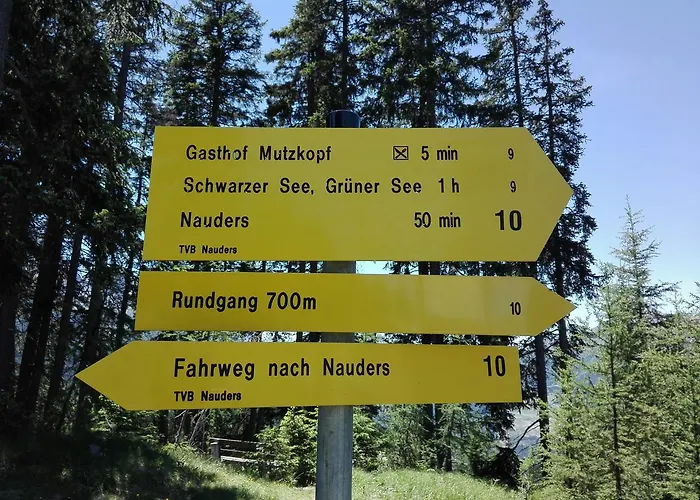 Gasthof Mutzkopf ☒ 5 min 9
Schwarzer See, Grüner See 1 h 9
Nauders 50 min 10
TVB Nauders
Rundgang 700m 10
Fahrweg nach Nauders 10
TVB Nauders